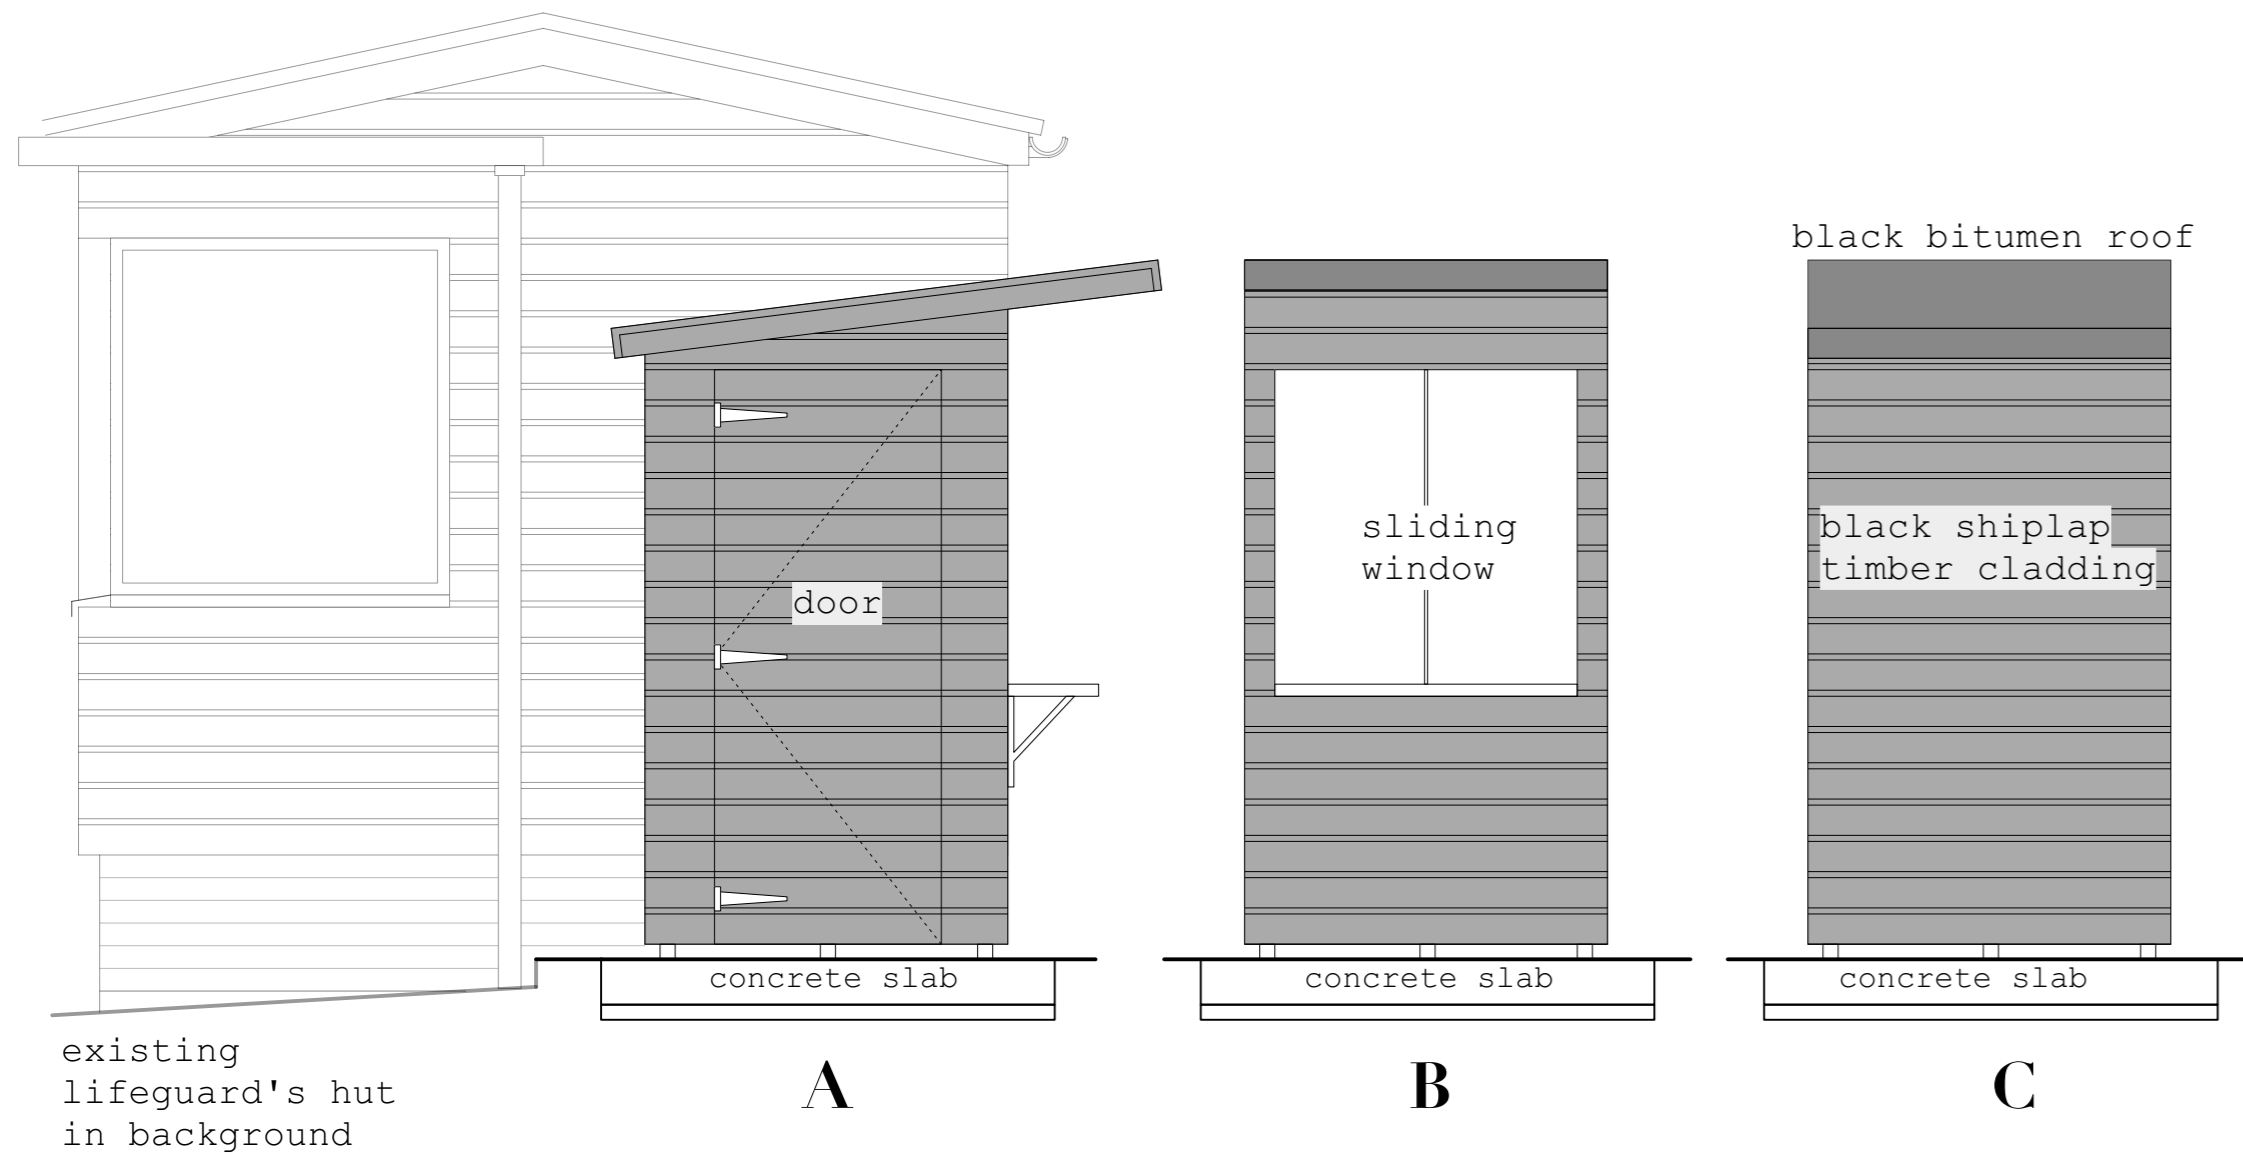 black bitumen roof
sliding
window
black shiplap
timber cladding
door
concrete slab
concrete slab
concrete slab
existing
lifeguard's hut
in background
A
B
C